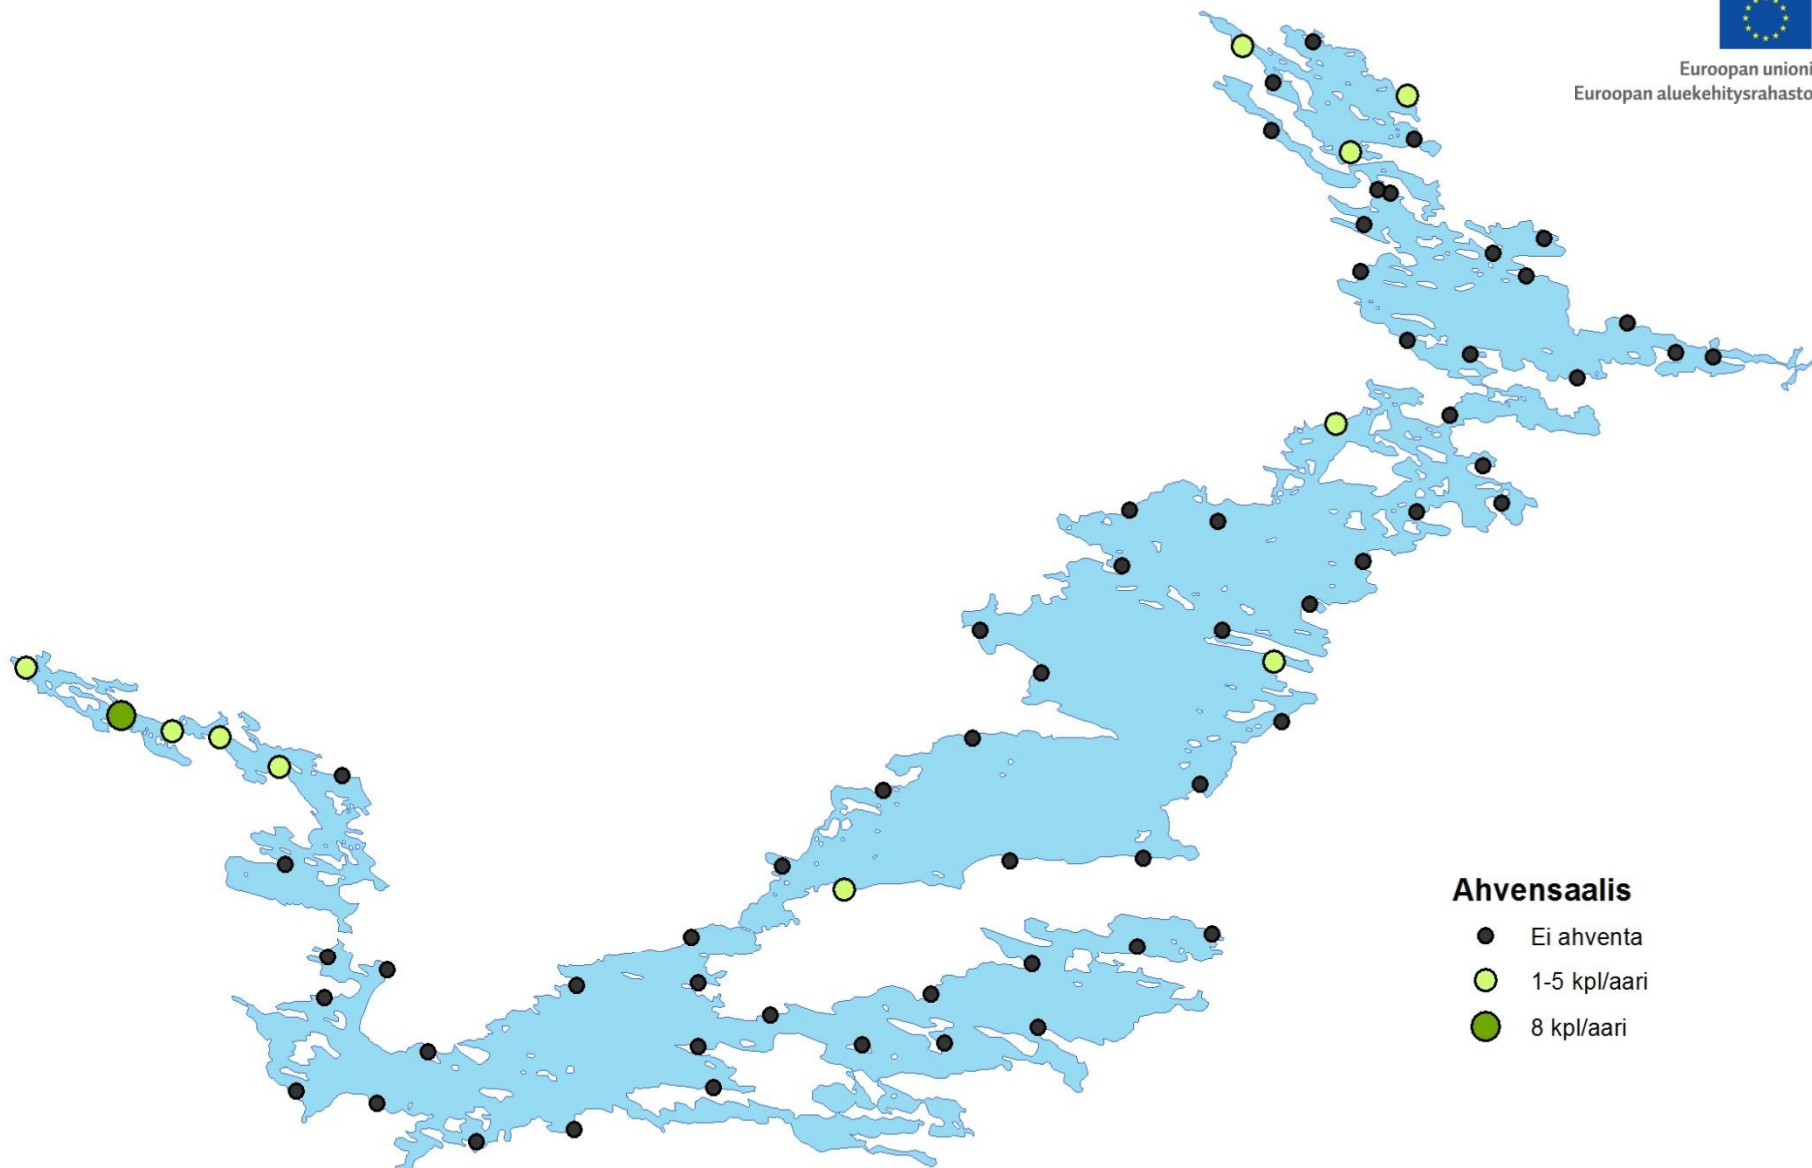 Euroopan unioni
Euroopan aluekehitysrahasto
Ahvensaalis
Ei ahventa
1-5 kpl/aari
8 kpl/aari